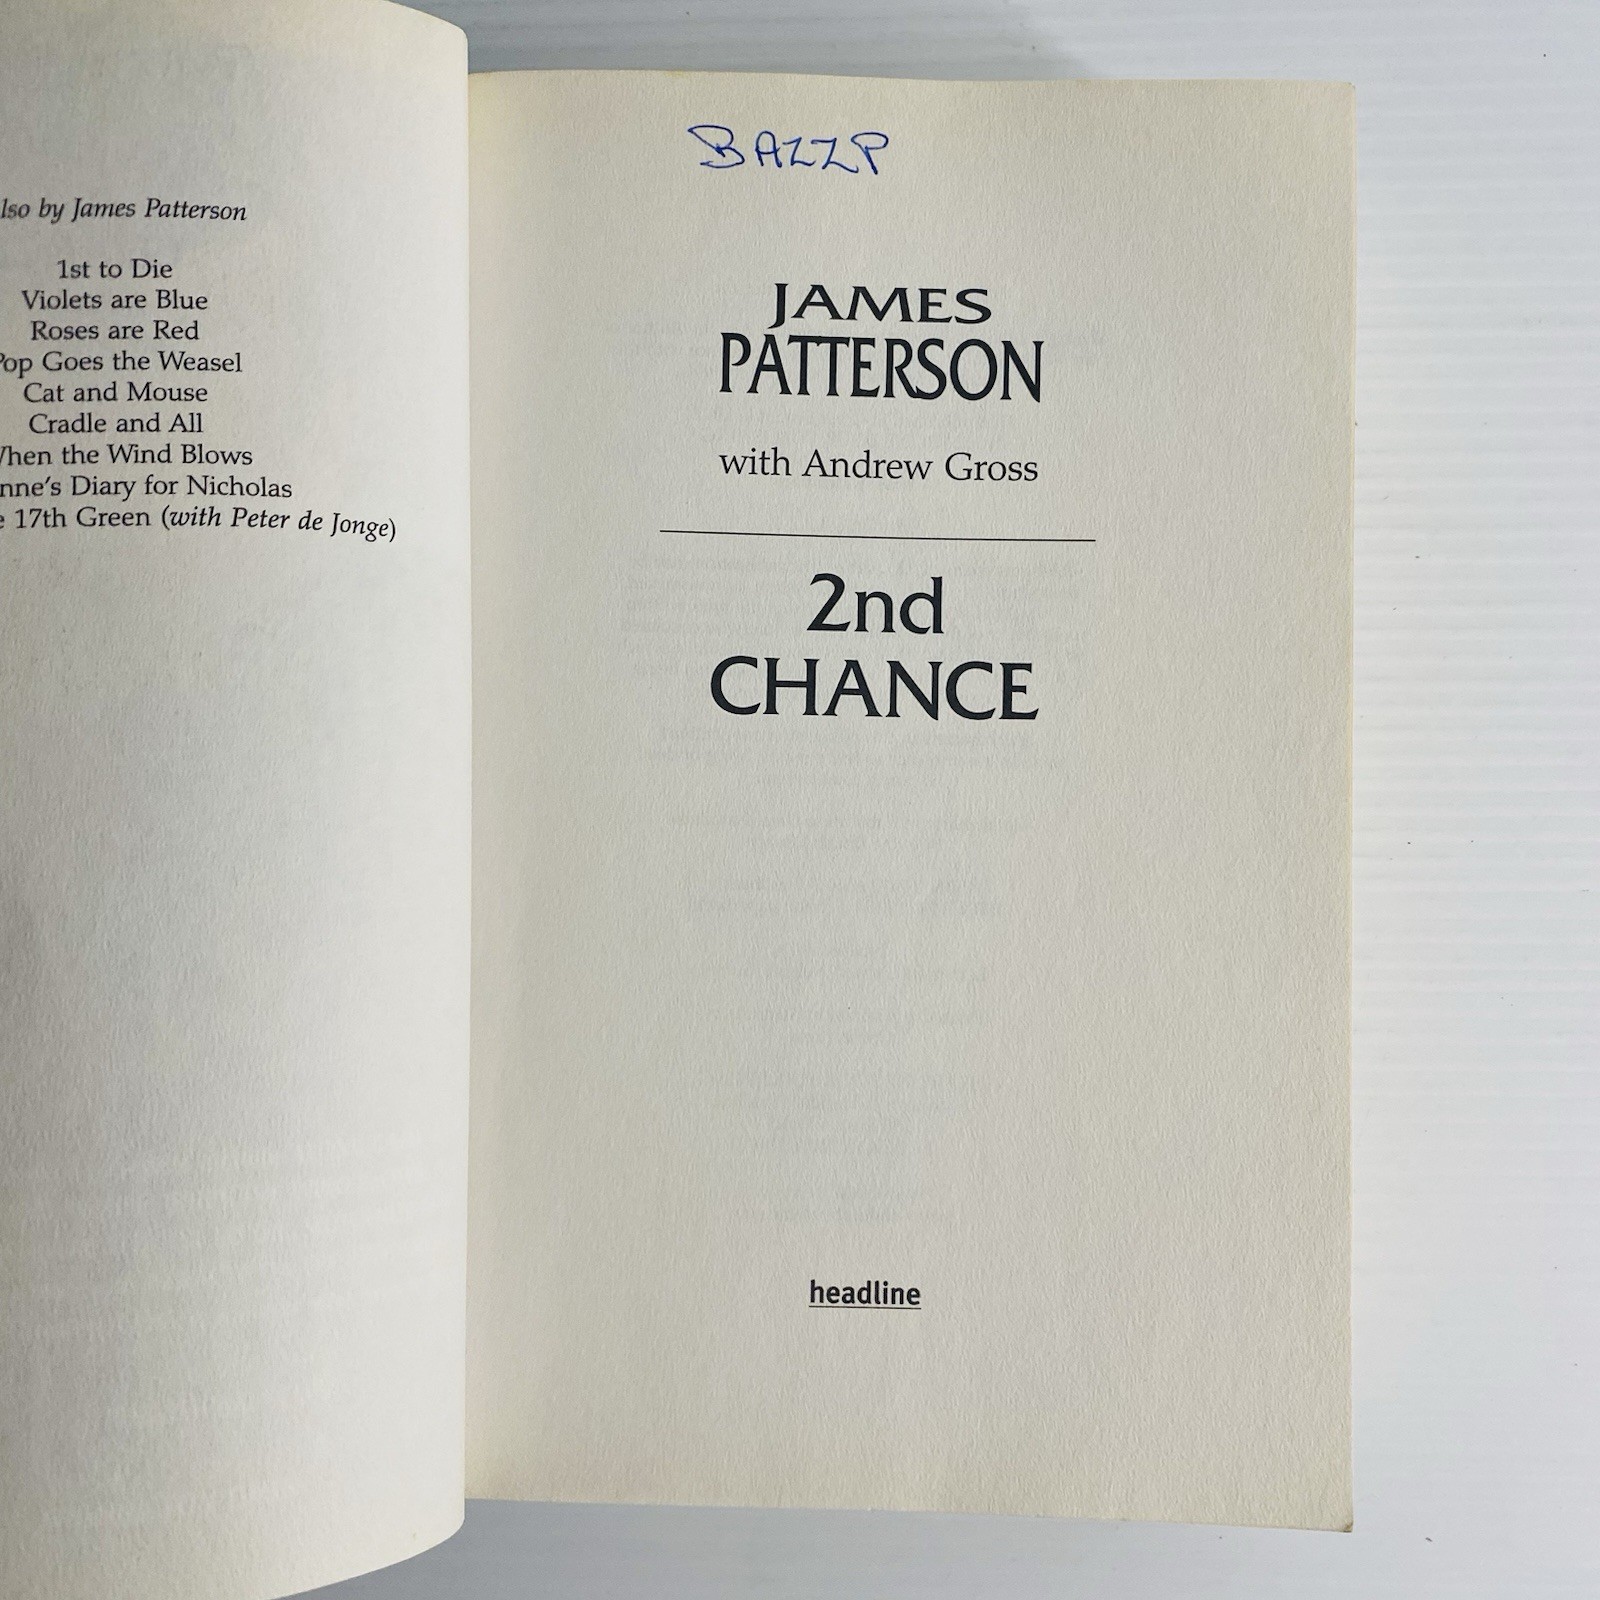 lso by James Patterson
1st to Die
Violets are Blue
Roses are Red
Pop Goes the Weasel
Cat and Mouse
Cradle and All
When the Wind Blows
nne's Diary for Nicholas
e 17th Green (with Peter de Jonge)
BAZZP
JAMES
PATTERSON
with Andrew Gross
2nd
CHANCE
headline